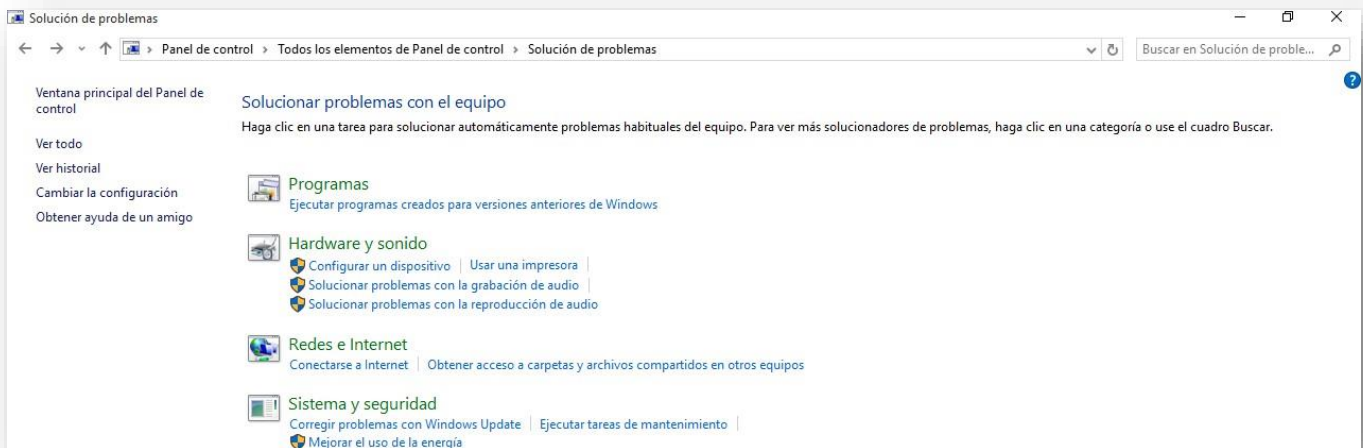 Solución de problemas
Panel de control > Todos los elementos de Panel de control > Solución de problemas
Buscar en Solución de proble...
Ventana principal del Panel de
control
Ver todo
Ver historial
Cambiar la configuración
Obtener ayuda de un amigo
Solucionar problemas con el equipo
Haga clic en una tarea para solucionar automáticamente problemas habituales del equipo. Para ver más solucionadores de problemas, haga clic en una categoría o use el cuadro Buscar.
Programas
Ejecutar programas creados para versiones anteriores de Windows
Hardware y sonido
Configurar un dispositivo | Usar una impresora |
Solucionar problemas con la grabación de audio |
Solucionar problemas con la reproducción de audio
Redes e Internet
Conectarse a Internet | Obtener acceso a carpetas y archivos compartidos en otros equipos
Sistema y seguridad
Corregir problemas con Windows Update | Ejecutar tareas de mantenimiento |
Mejorar el uso de la energía